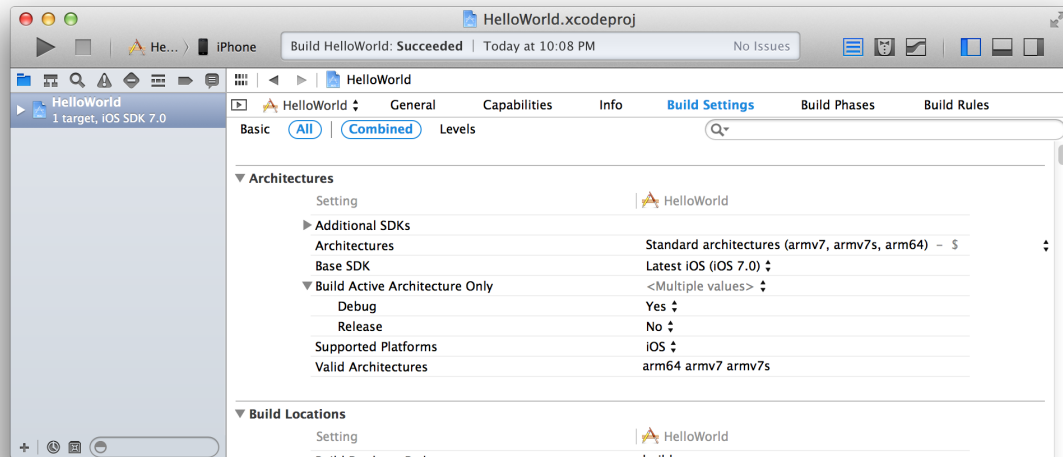 HelloWorld.xcodeproj
He... iPhone
Build HelloWorld: Succeeded | Today at 10:08 PM No Issues
HelloWorld
HelloWorld
1 target, iOS SDK 7.0
HelloWorld General Capabilities Info Build Settings Build Phases Build Rules
Basic All Combined Levels
Architectures
Setting HelloWorld
Additional SDKs
Architectures Standard architectures (armv7, armv7s, arm64) – $
Base SDK Latest iOS (iOS 7.0)
Build Active Architecture Only <Multiple values>
Debug Yes
Release No
Supported Platforms iOS
Valid Architectures arm64 armv7 armv7s
Build Locations
Setting HelloWorld